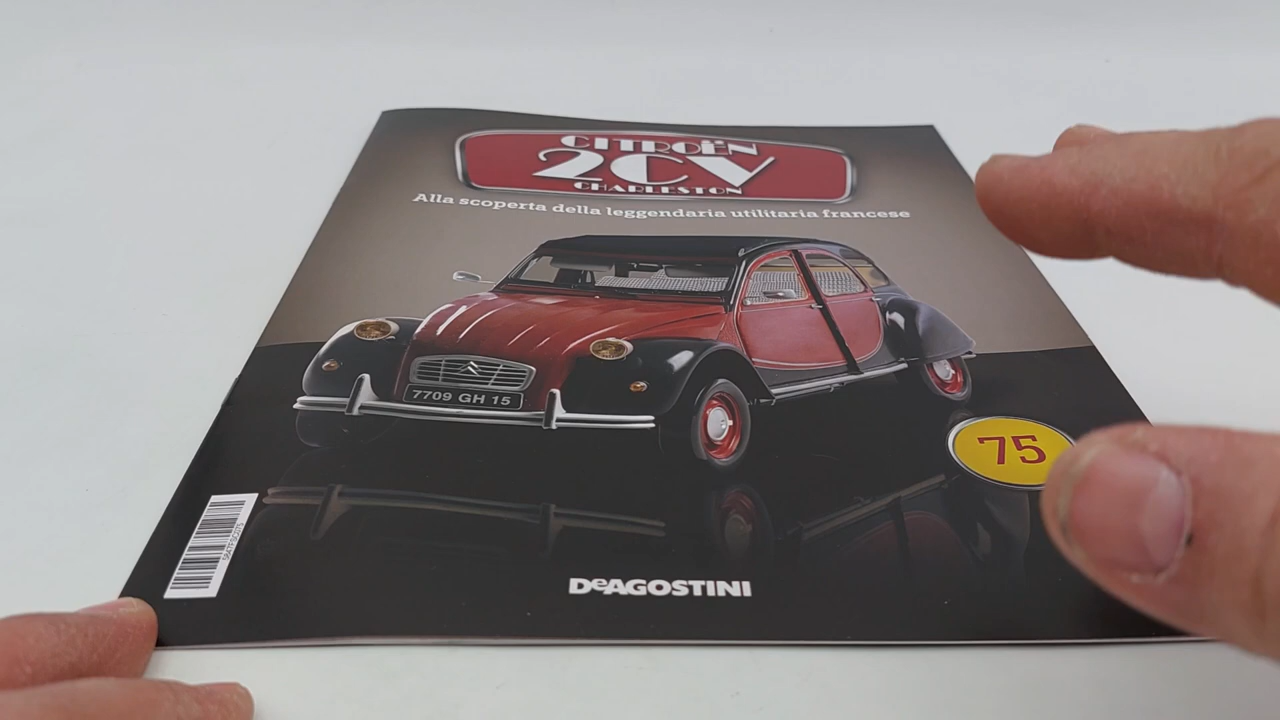 CITROËN
2CV
CHARLESTON
Alla scoperta della leggendaria utilitaria francese
7709 GH 15
75
DeAGOSTINI